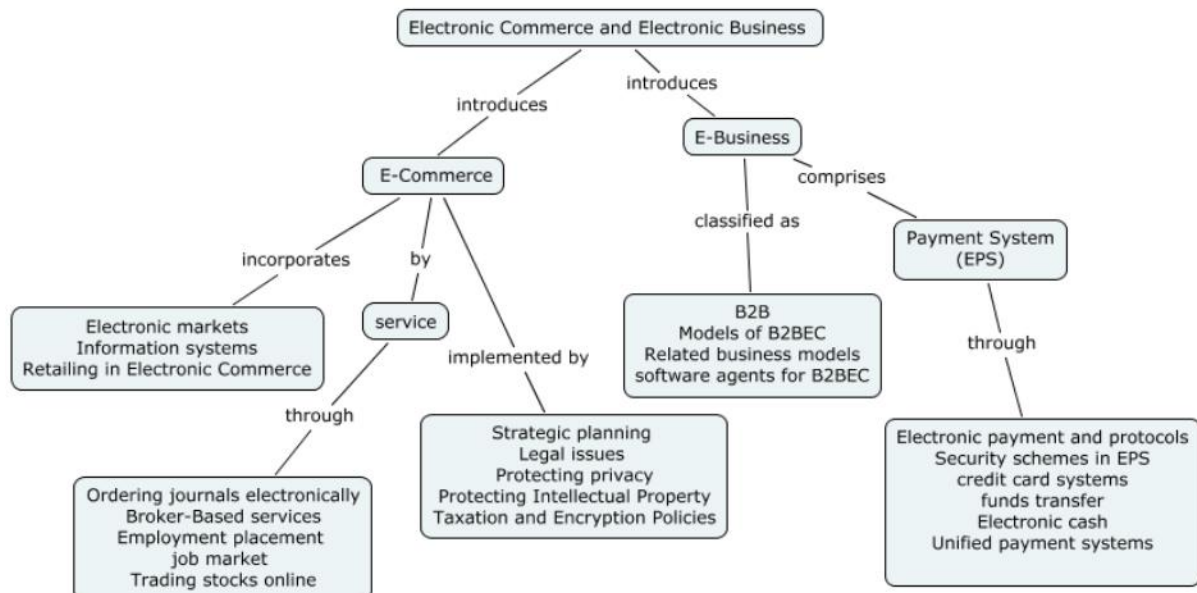 Electronic Commerce and Electronic Business
introduces
introduces
E-Business
E-Commerce
comprises
classified as
Payment System
(EPS)
incorporates
by
Electronic markets
Information systems
Retailing in Electronic Commerce
service
B2B
Models of B2BEC
Related business models
software agents for B2BEC
implemented by
through
through
Strategic planning
Legal issues
Protecting privacy
Protecting Intellectual Property
Taxation and Encryption Policies
Electronic payment and protocols
Security schemes in EPS
credit card systems
funds transfer
Electronic cash
Unified payment systems
Ordering journals electronically
Broker-Based services
Employment placement
job market
Trading stocks online